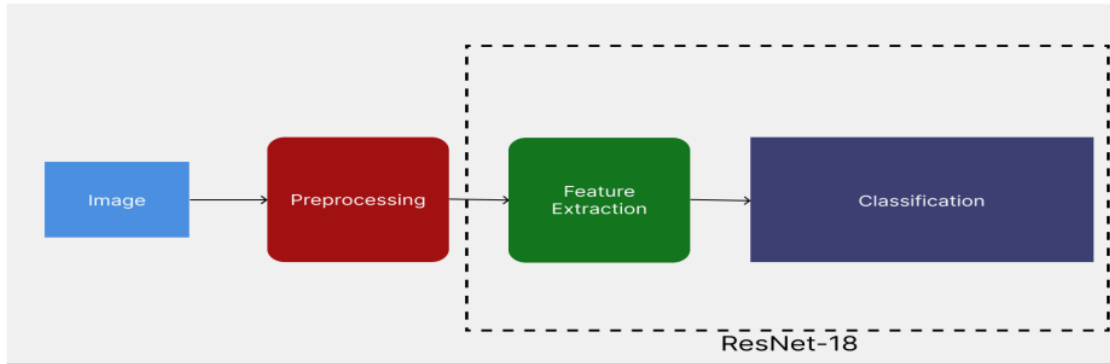 Image
Preprocessing
Feature
Extraction
Classification
ResNet-18